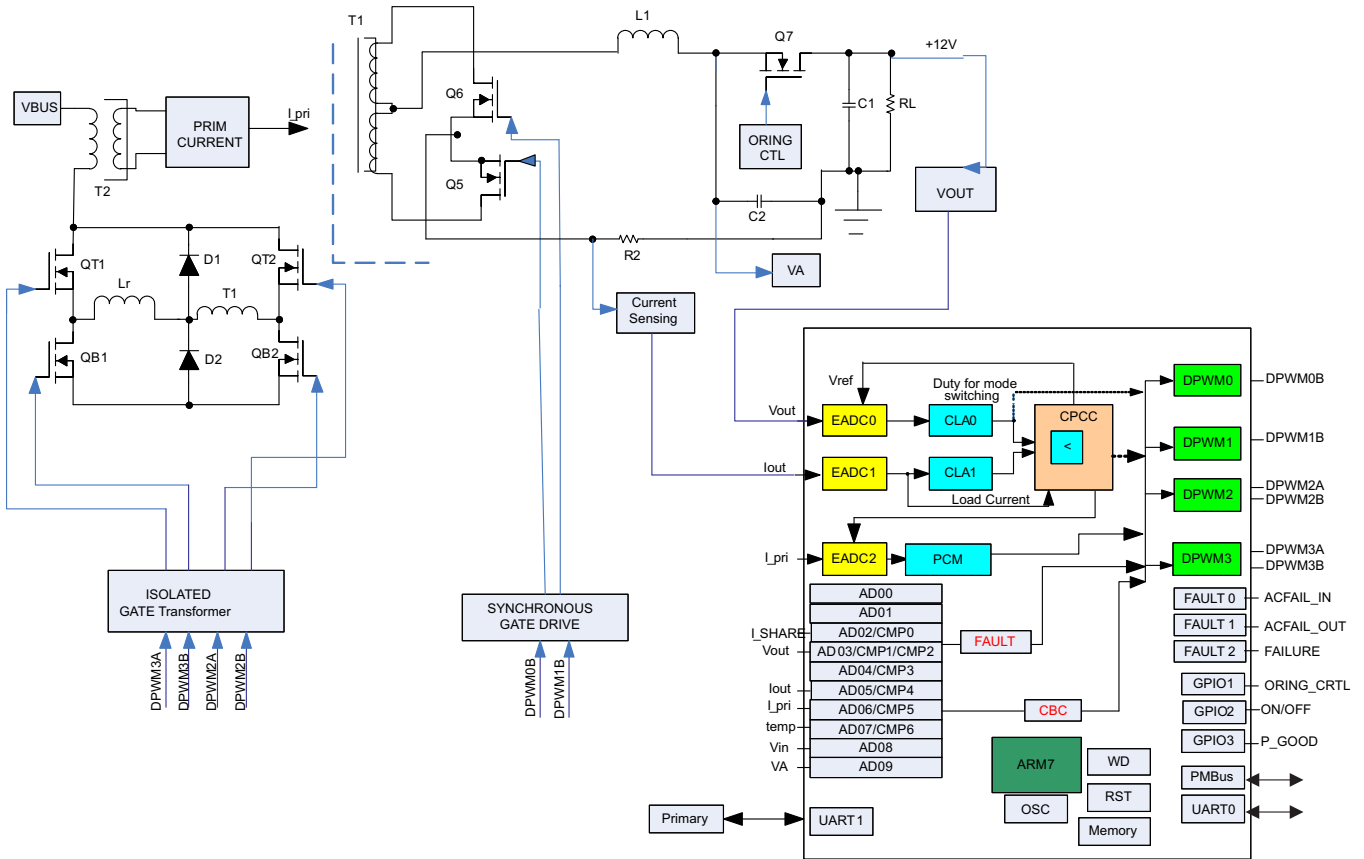 T1
L1
Q7
+12V
VBUS
PRIM
CURRENT
I_pri
T2
Q6
Q5
ORING
CTL
C1
RL
VOUT
C2
R2
VA
QT1
D1
QT2
Lr
T1
QB1
D2
QB2
Current
Sensing
Vref
Duty for mode
switching
CPCC
DPWM0
DPWM0B
Vout
EADC0
CLA0
<
DPWM1
DPWM1B
Iout
EADC1
CLA1
Load Current
DPWM2
DPWM2A
DPWM2B
I_pri
EADC2
PCM
DPWM3
DPWM3A
DPWM3B
ISOLATED
GATE Transformer
SYNCHRONOUS
GATE DRIVE
DPWM3A
DPWM3B
DPWM2A
DPWM2B
DPWM0B
DPWM1B
AD00
AD01
I_SHARE
AD02/CMP0
Vout
AD03/CMP1/CMP2
AD04/CMP3
Iout
AD05/CMP4
I_pri
AD06/CMP5
temp
AD07/CMP6
Vin
AD08
VA
AD09
FAULT
CBC
FAULT 0
ACFAIL_IN
FAULT 1
ACFAIL_OUT
FAULT 2
FAILURE
GPIO1
ORING_CRTL
GPIO2
ON/OFF
GPIO3
P_GOOD
ARM7
WD
OSC
RST
Memory
PMBus
UART0
Primary
UART1